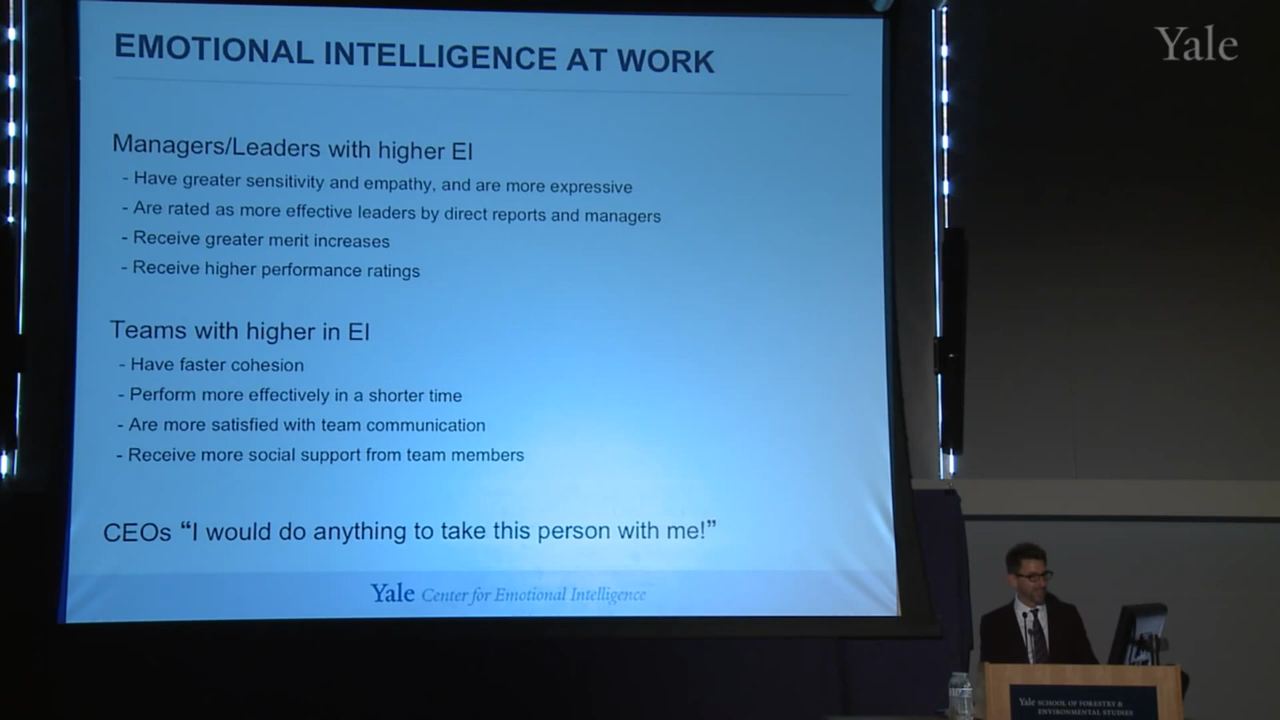 EMOTIONAL INTELLIGENCE AT WORK
Yale
Managers/Leaders with higher EI
- Have greater sensitivity and empathy, and are more expressive
- Are rated as more effective leaders by direct reports and managers
- Receive greater merit increases
- Receive higher performance ratings
Teams with higher in EI
- Have faster cohesion
- Perform more effectively in a shorter time
- Are more satisfied with team communication
- Receive more social support from team members
CEOs “I would do anything to take this person with me!”
Yale Center for Emotional Intelligence
Yale SCHOOL OF FORESTRY &
ENVIRONMENTAL STUDIES